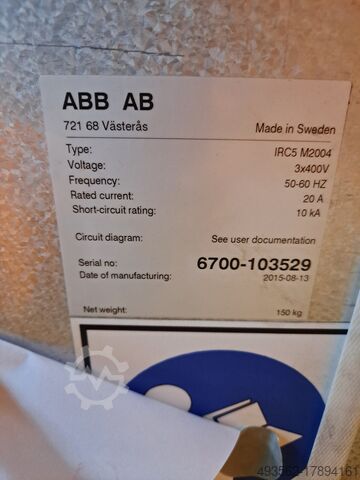 ABB AB
721 68 Västerås Made in Sweden
Type: IRC5 M2004
Voltage: 3x400V
Frequency: 50-60 HZ
Rated current: 20 A
Short-circuit rating: 10 kA
Circuit diagram: See user documentation
Serial no: 6700-103529
Date of manufacturing: 2015-08-13
Net weight: 150 kg